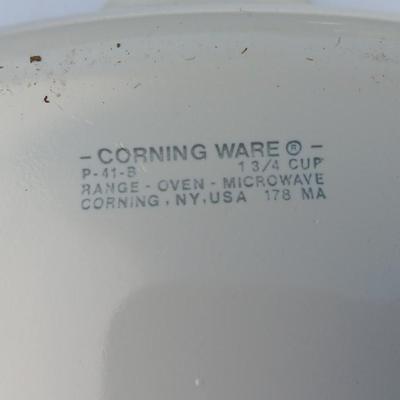 - CORNING WARE ® -
P-41-B 1 3/4 CUP
RANGE - OVEN - MICROWAVE
CORNING, NY, USA 178 MA